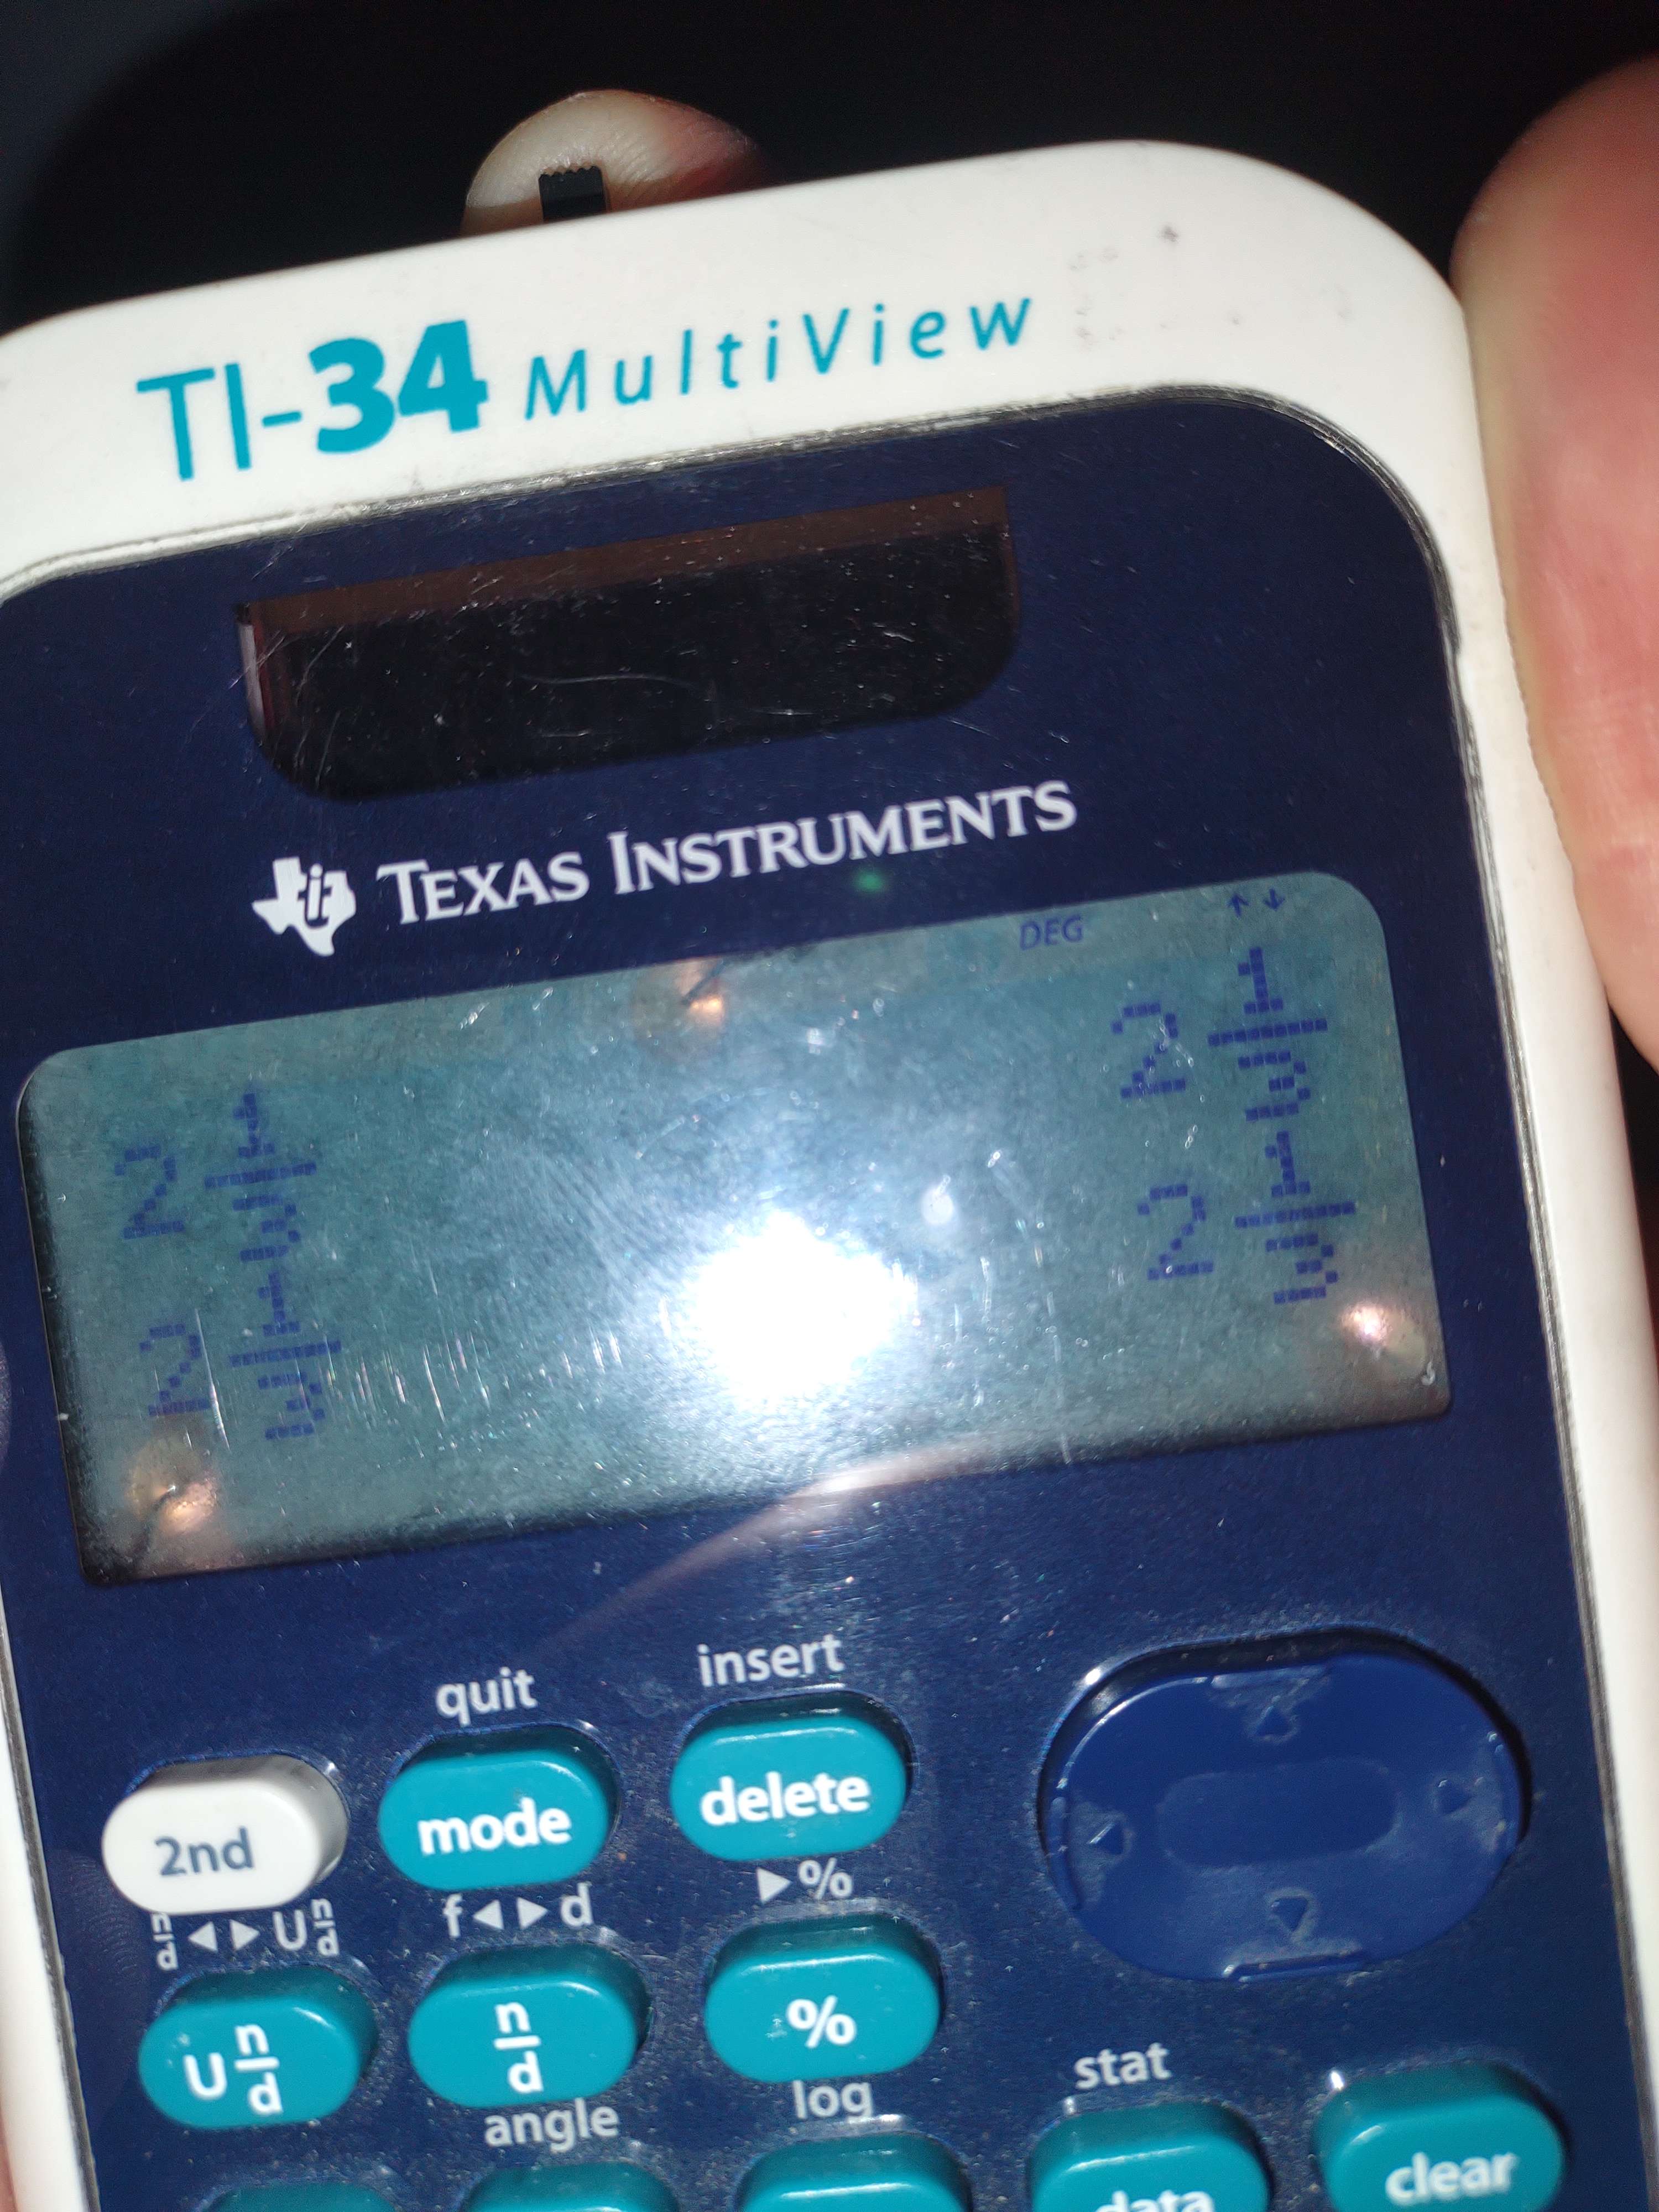 TI-34 MultiView
TEXAS INSTRUMENTS
DEG ↑ ↓
2 1/3 2 1/3
2 1/3 2 1/3
quit insert
2nd mode delete
n/d ◄► U n/d f◄►d ►%
U n/d n/d %
angle log stat
data clear